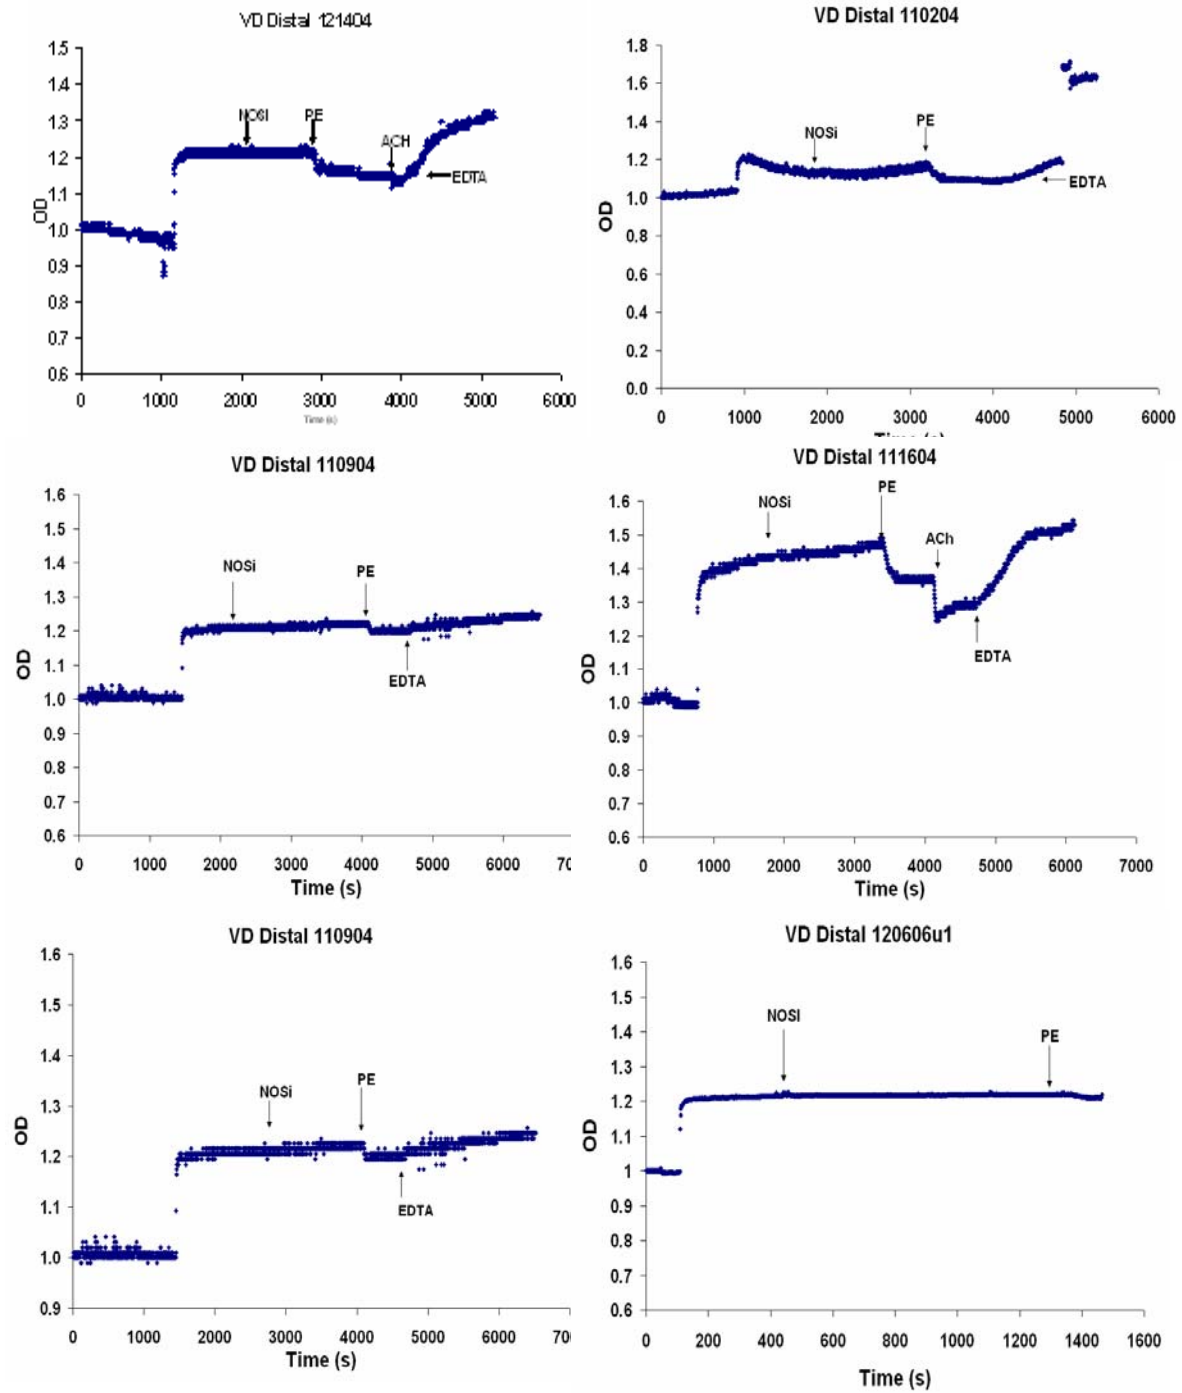 VD Distal 121404
1.5
1.4
1.3
1.2
1.1
1.0
0.9
0.8
0.7
0.6
OD
NOSI
PE
ACH
EDTA
0 1000 2000 3000 4000 5000 6000
Time (s)
VD Distal 110204
1.8
1.6
1.4
1.2
1.0
0.8
0.6
0.4
0.2
0.0
OD
NOSi
PE
EDTA
0 1000 2000 3000 4000 5000 6000
Time (s)
VD Distal 110904
1.6
1.5
1.4
1.3
1.2
1.1
1.0
0.9
0.8
0.7
0.6
OD
NOSi
PE
EDTA
0 1000 2000 3000 4000 5000 6000 70
Time (s)
VD Distal 111604
1.6
1.5
1.4
1.3
1.2
1.1
1.0
0.9
0.8
0.7
0.6
OD
NOSi
PE
ACh
EDTA
0 1000 2000 3000 4000 5000 6000 7000
Time (s)
VD Distal 110904
1.6
1.5
1.4
1.3
1.2
1.1
1.0
0.9
OD
NOSi
PE
EDTA
0 1000 2000 3000 4000 5000 6000 70
Time (s)
VD Distal 120606u1
1.6
1.5
1.4
1.3
1.2
1.1
1
0.9
0.8
0.7
0.6
OD
NOSI
PE
0 200 400 600 800 1000 1200 1400 1600
Time (s)